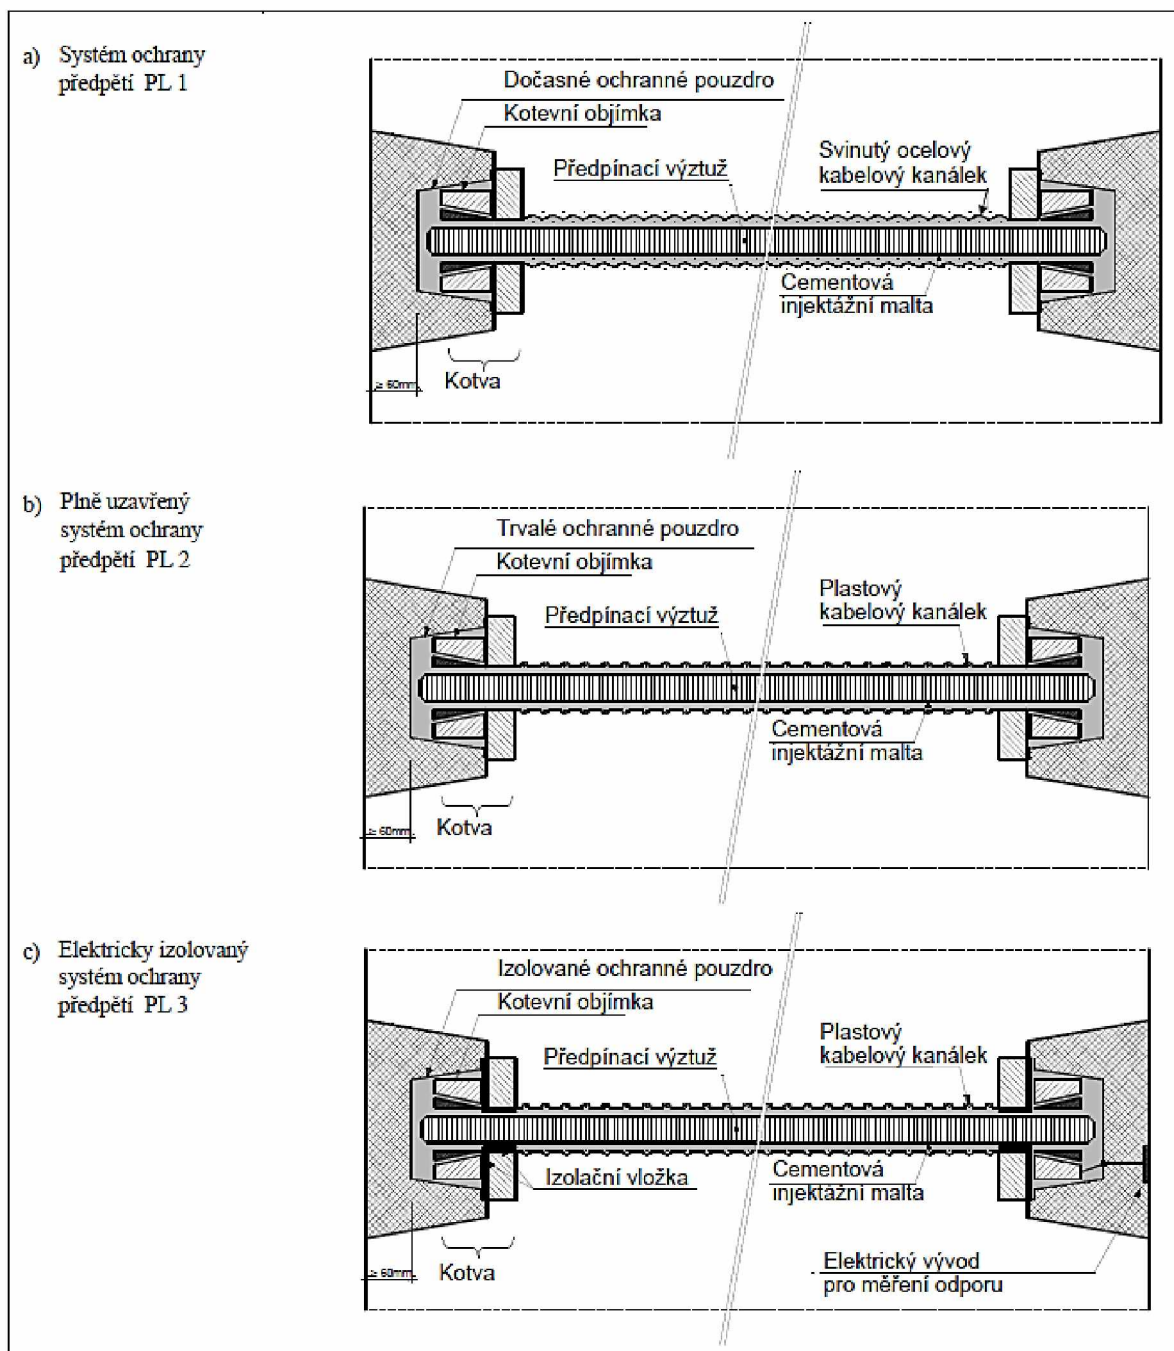 a) Systém ochrany
předpětí PL 1
Dočasné ochranné pouzdro
Kotevní objímka
Předpínací výztuž
Svinutý ocelový
kabelový kanálek
Cementová
injektážní malta
≥ 60mm
Kotva
b) Plně uzavřený
systém ochrany
předpětí PL 2
Trvalé ochranné pouzdro
Kotevní objímka
Předpínací výztuž
Plastový
kabelový kanálek
Cementová
injektážní malta
≥ 60mm
Kotva
c) Elektricky izolovaný
systém ochrany
předpětí PL 3
Izolované ochranné pouzdro
Kotevní objímka
Předpínací výztuž
Plastový
kabelový kanálek
Izolační vložka
Cementová
injektážní malta
≥ 60mm
Kotva
Elektrický vývod
pro měření odporu